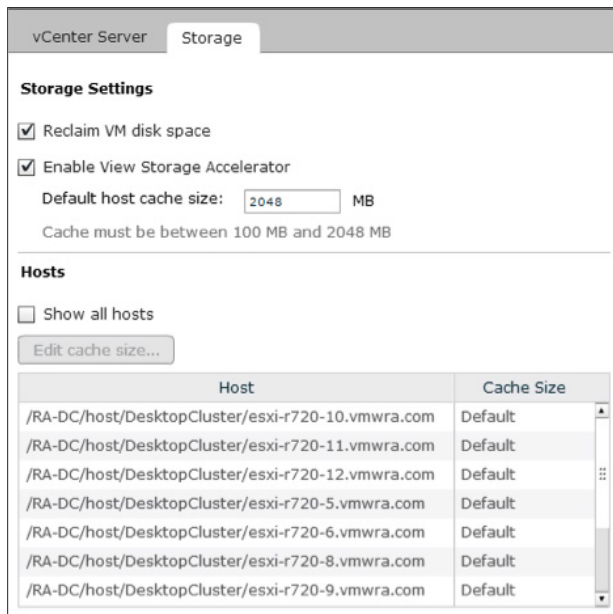 vCenter Server Storage
Storage Settings
Reclaim VM disk space
Enable View Storage Accelerator
Default host cache size: 2048 MB
Cache must be between 100 MB and 2048 MB
Hosts
Show all hosts
Edit cache size...
Host Cache Size
/RA-DC/host/DesktopCluster/esxi-r720-10.vmwra.com Default
/RA-DC/host/DesktopCluster/esxi-r720-11.vmwra.com Default
/RA-DC/host/DesktopCluster/esxi-r720-12.vmwra.com Default
/RA-DC/host/DesktopCluster/esxi-r720-5.vmwra.com Default
/RA-DC/host/DesktopCluster/esxi-r720-6.vmwra.com Default
/RA-DC/host/DesktopCluster/esxi-r720-8.vmwra.com Default
/RA-DC/host/DesktopCluster/esxi-r720-9.vmwra.com Default